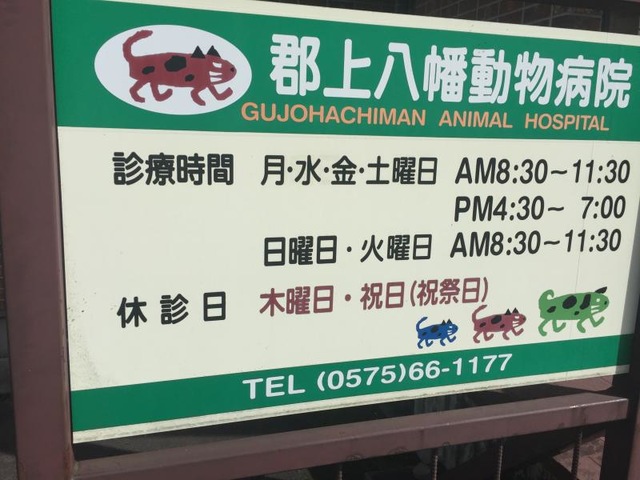 郡上八幡動物病院
GUJOHACHIMAN ANIMAL HOSPITAL
診療時間 月・水・金・土曜日 AM8:30～11:30
PM4:30～ 7:00
日曜日・火曜日 AM8:30～11:30
休診日 木曜日・祝日(祝祭日)
TEL (0575)66-1177